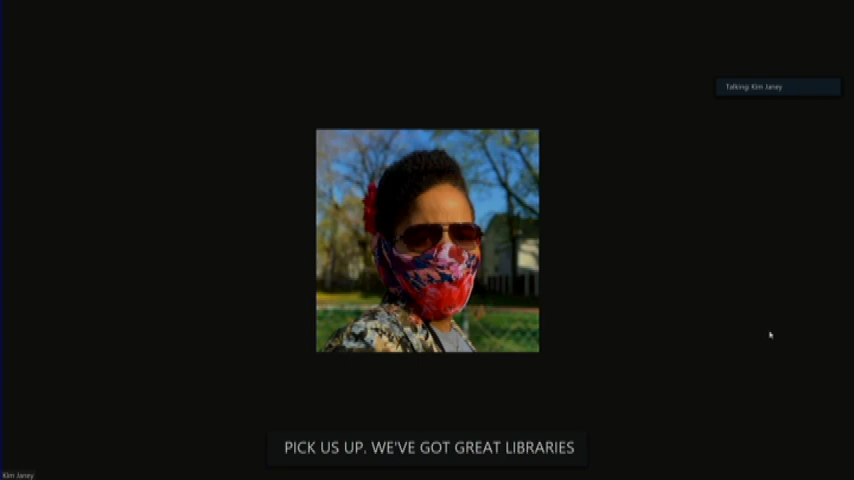 Talking: Kim Janey
PICK US UP. WE'VE GOT GREAT LIBRARIES
Kim Janey